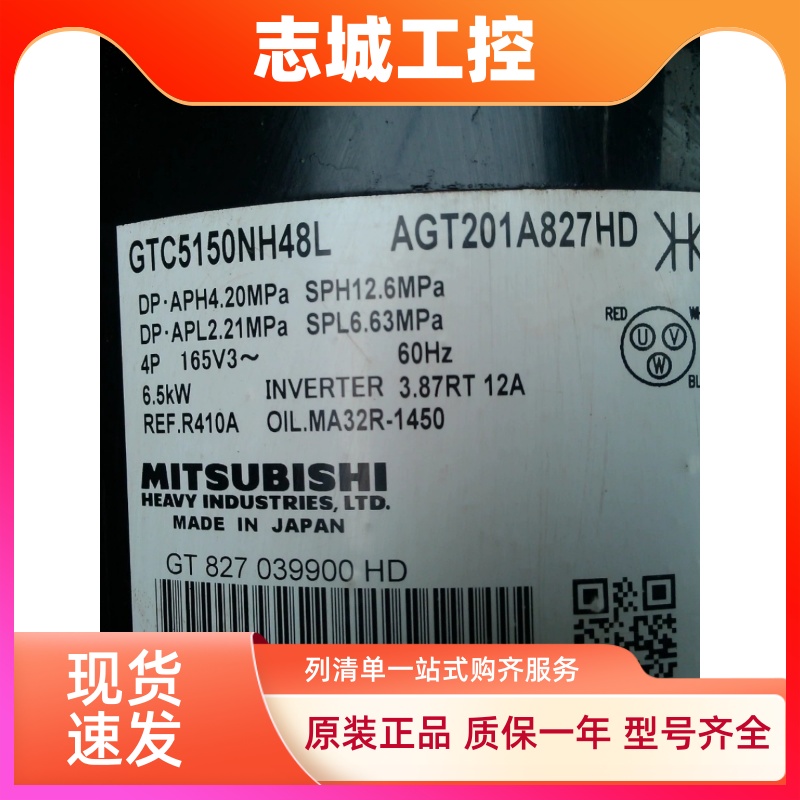 志城工控
GTC5150NH48L AGT201A827HD
DP·APH4.20MPa SPH12.6MPa
DP·APL2.21MPa SPL6.63MPa
4P 165V3～ 60Hz
6.5kW INVERTER 3.87RT 12A
REF.R410A OIL.MA32R-1450
RED
U V
W
MITSUBISHI
HEAVY INDUSTRIES, LTD.
MADE IN JAPAN
GT 827 039900 HD
现货
速发
列清单一站式购齐服务
原装正品 质保一年 型号齐全